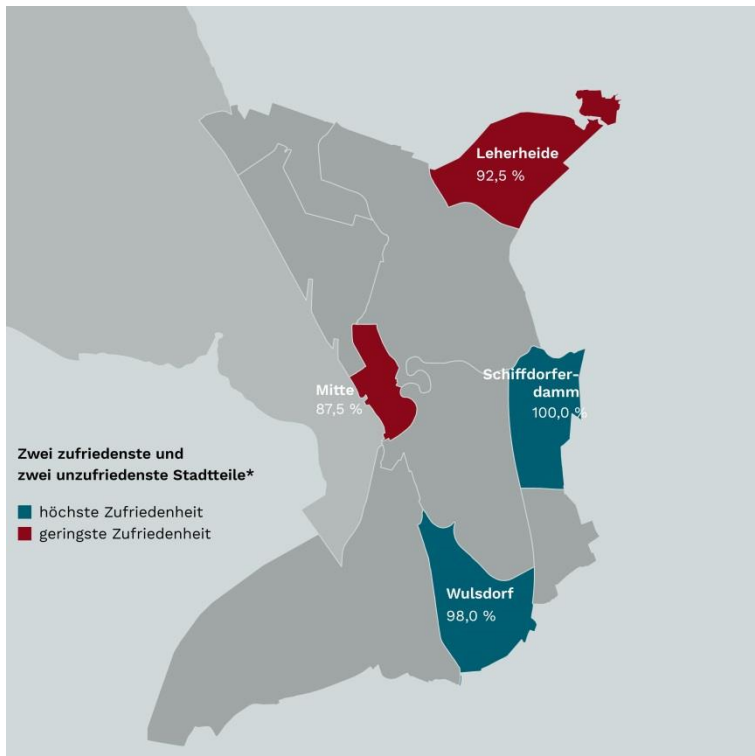 Leherheide
92,5 %
Schiffdorfer-
damm
100,0 %
Mitte
87,5 %
Zwei zufriedenste und
zwei unzufriedenste Stadtteile*
höchste Zufriedenheit
geringste Zufriedenheit
Wulsdorf
98,0 %